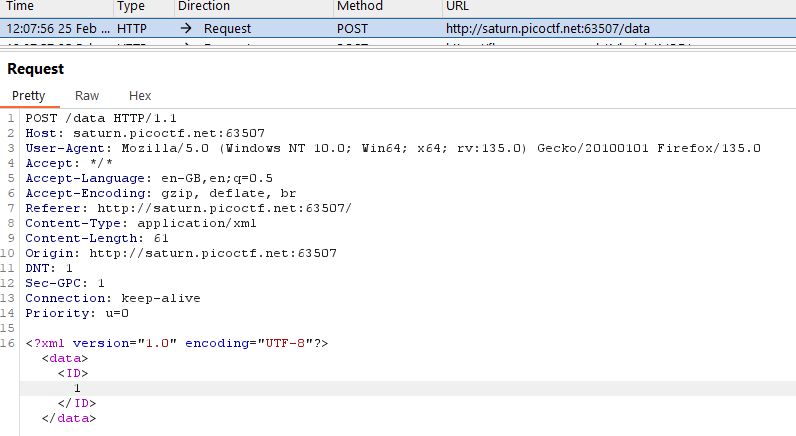 Time Type Direction Method URL
12:07:56 25 Feb ... HTTP → Request POST http://saturn.picoctf.net:63507/data
Request
Pretty Raw Hex
1 POST /data HTTP/1.1
2 Host: saturn.picoctf.net:63507
3 User-Agent: Mozilla/5.0 (Windows NT 10.0; Win64; x64; rv:135.0) Gecko/20100101 Firefox/135.0
4 Accept: */*
5 Accept-Language: en-GB,en;q=0.5
6 Accept-Encoding: gzip, deflate, br
7 Referer: http://saturn.picoctf.net:63507/
8 Content-Type: application/xml
9 Content-Length: 61
10 Origin: http://saturn.picoctf.net:63507
11 DNT: 1
12 Sec-GPC: 1
13 Connection: keep-alive
14 Priority: u=0
15
16 <?xml version="1.0" encoding="UTF-8"?>
<data>
<ID>
1
</ID>
</data>